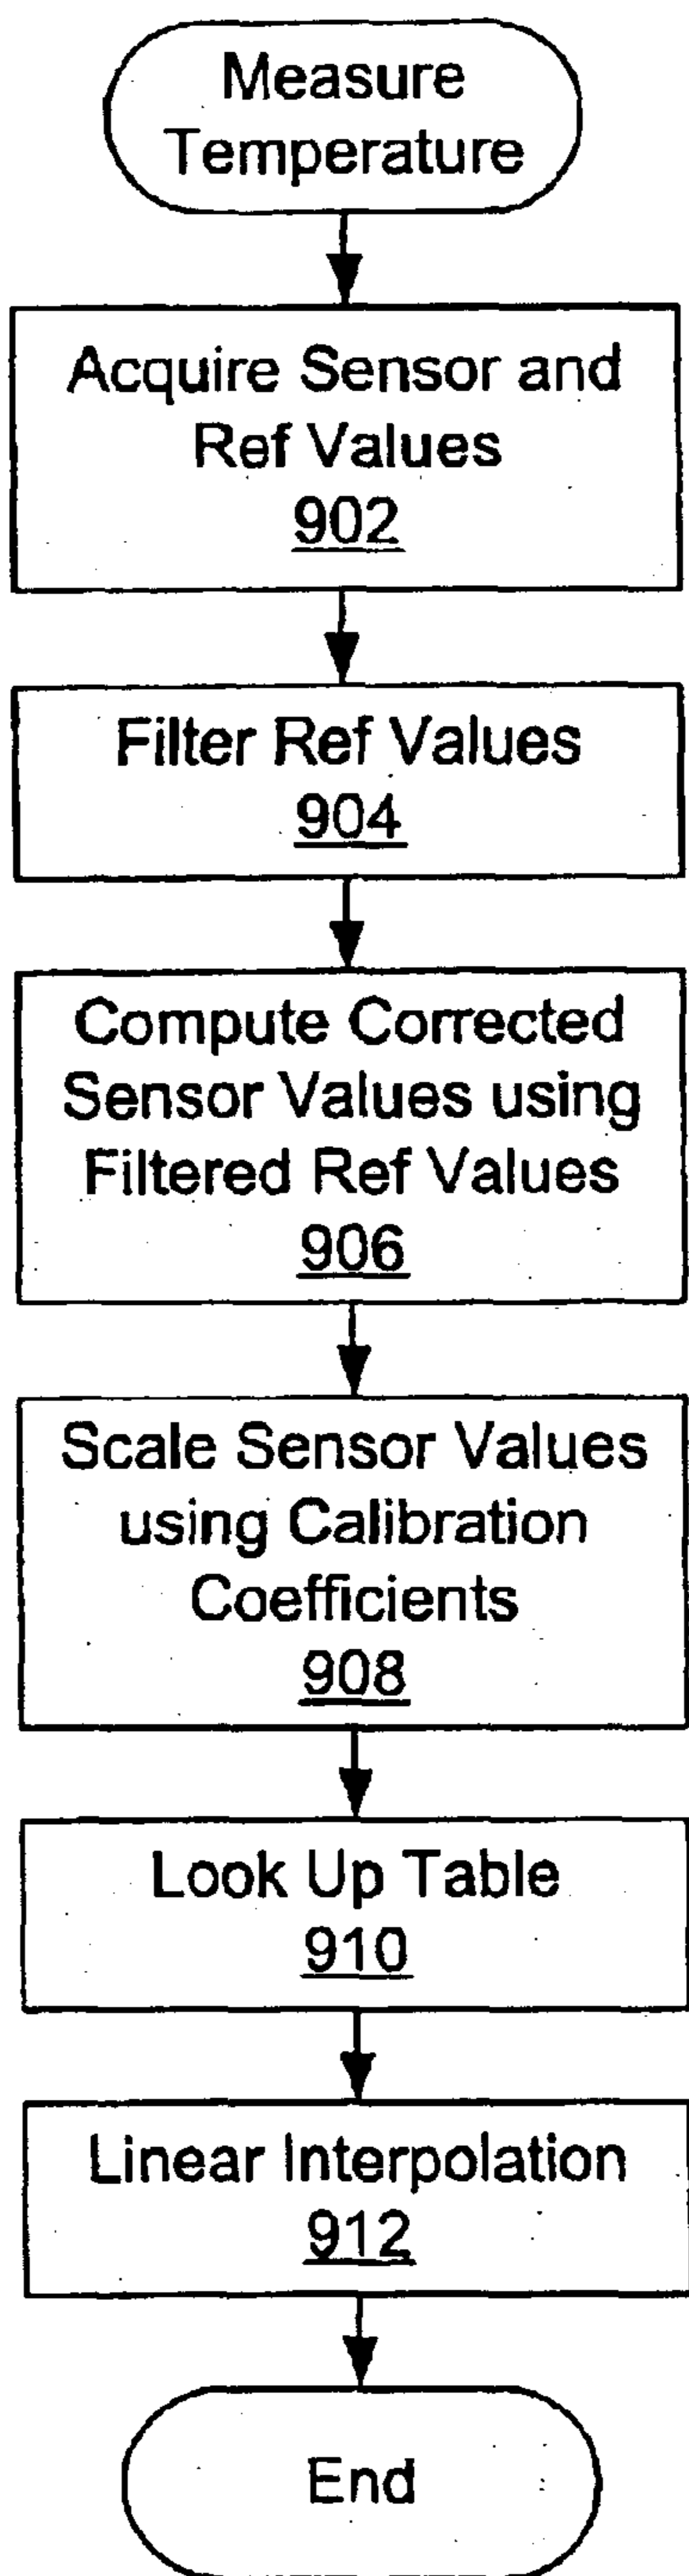 Measure
Temperature
Acquire Sensor and
Ref Values
902
Filter Ref Values
904
Compute Corrected
Sensor Values using
Filtered Ref Values
906
Scale Sensor Values
using Calibration
Coefficients
908
Look Up Table
910
Linear Interpolation
912
End